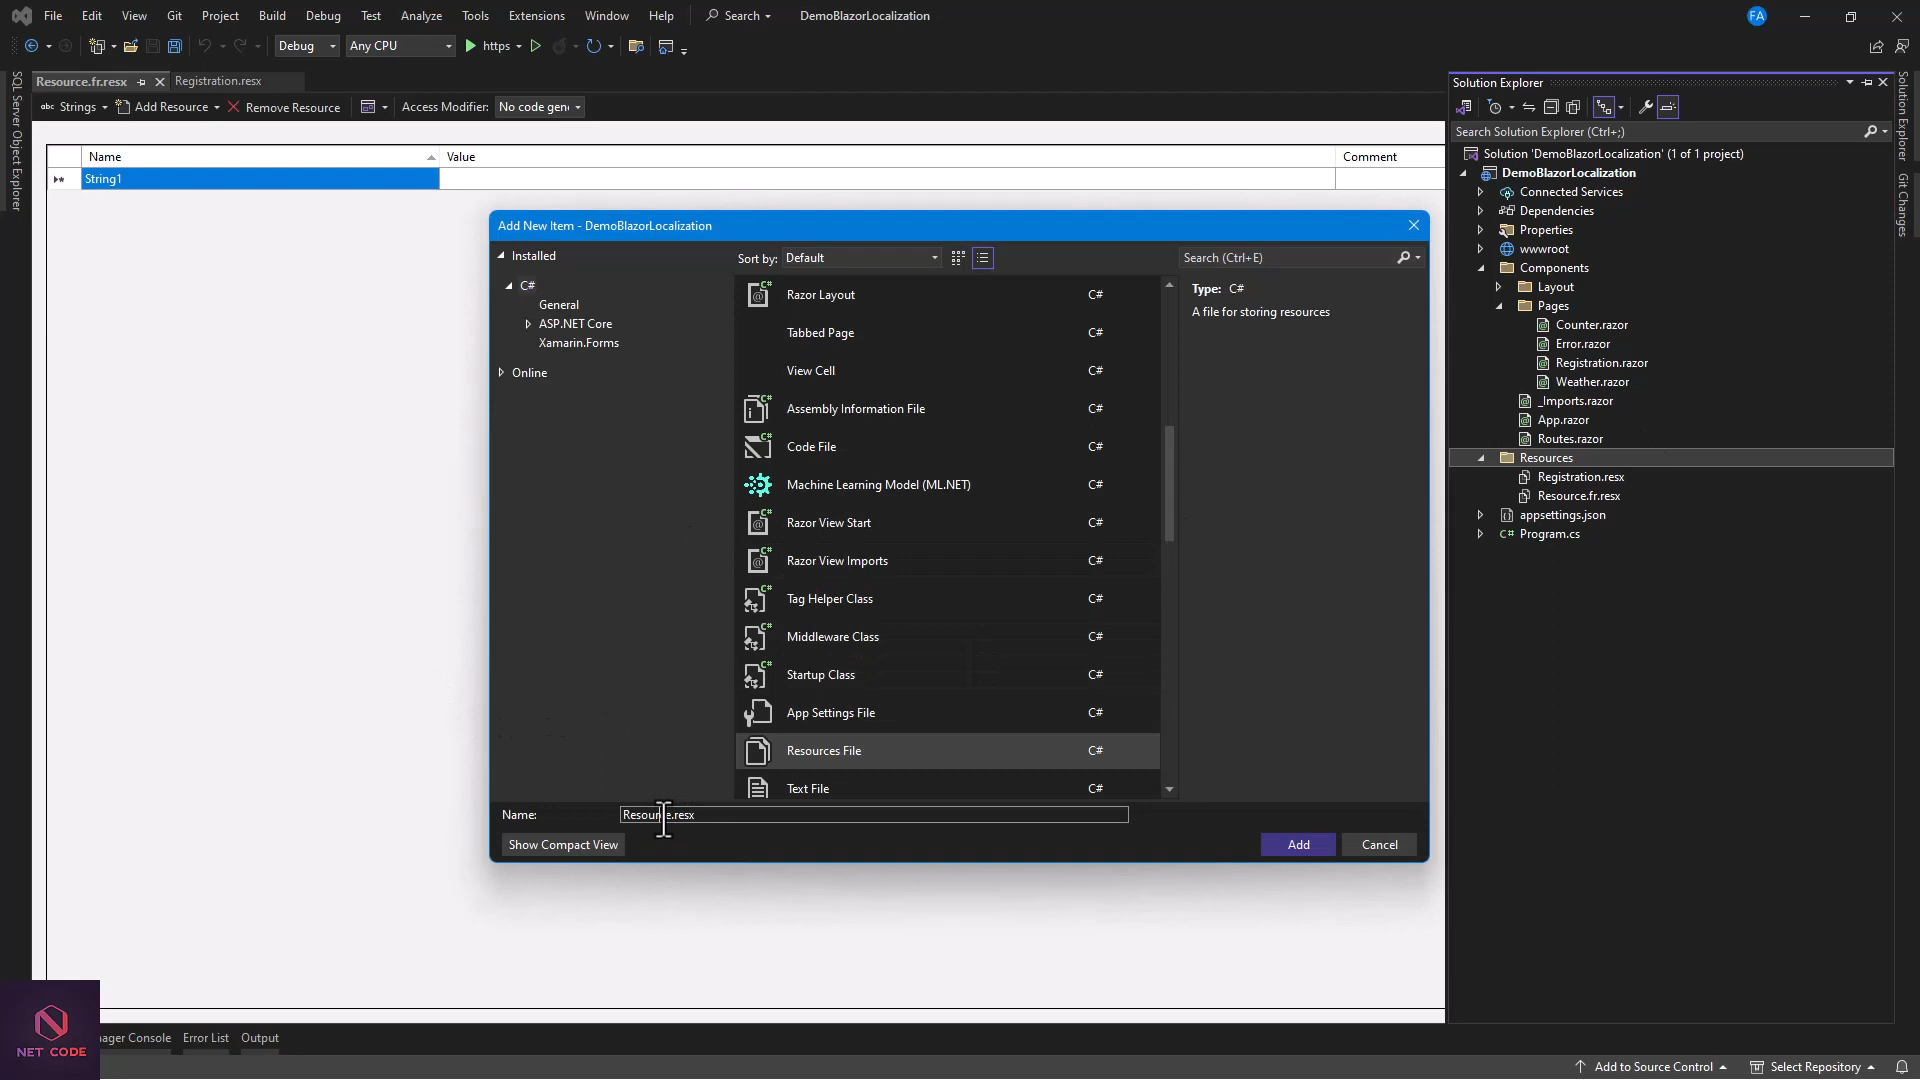 File Edit View Git Project Build Debug Test Analyze Tools Extensions Window Help Search DemoBlazorLocalization FA
Debug Any CPU https
Resource.fr.resx Registration.resx
abc Strings Add Resource Remove Resource Access Modifier: No code gen
Name Value Comment
String1
SQL Server Object Explorer
Add New Item - DemoBlazorLocalization
Installed
C#
General
ASP.NET Core
Xamarin.Forms
Online
Sort by: Default
Search (Ctrl+E)
Razor Layout C#
Tabbed Page C#
View Cell C#
Assembly Information File C#
Code File C#
Machine Learning Model (ML.NET) C#
Razor View Start C#
Razor View Imports C#
Tag Helper Class C#
Middleware Class C#
Startup Class C#
App Settings File C#
Resources File C#
Text File C#
Type: C#
A file for storing resources
Name: Resource.resx
Show Compact View Add Cancel
Solution Explorer
Search Solution Explorer (Ctrl+;)
Solution 'DemoBlazorLocalization' (1 of 1 project)
DemoBlazorLocalization
Connected Services
Dependencies
Properties
wwwroot
Components
Layout
Pages
Counter.razor
Error.razor
Registration.razor
Weather.razor
_Imports.razor
App.razor
Routes.razor
Resources
Registration.resx
Resource.fr.resx
appsettings.json
C# Program.cs
Solution Explorer
Git Changes
NET CODE
ager Console Error List Output
Add to Source Control Select Repository